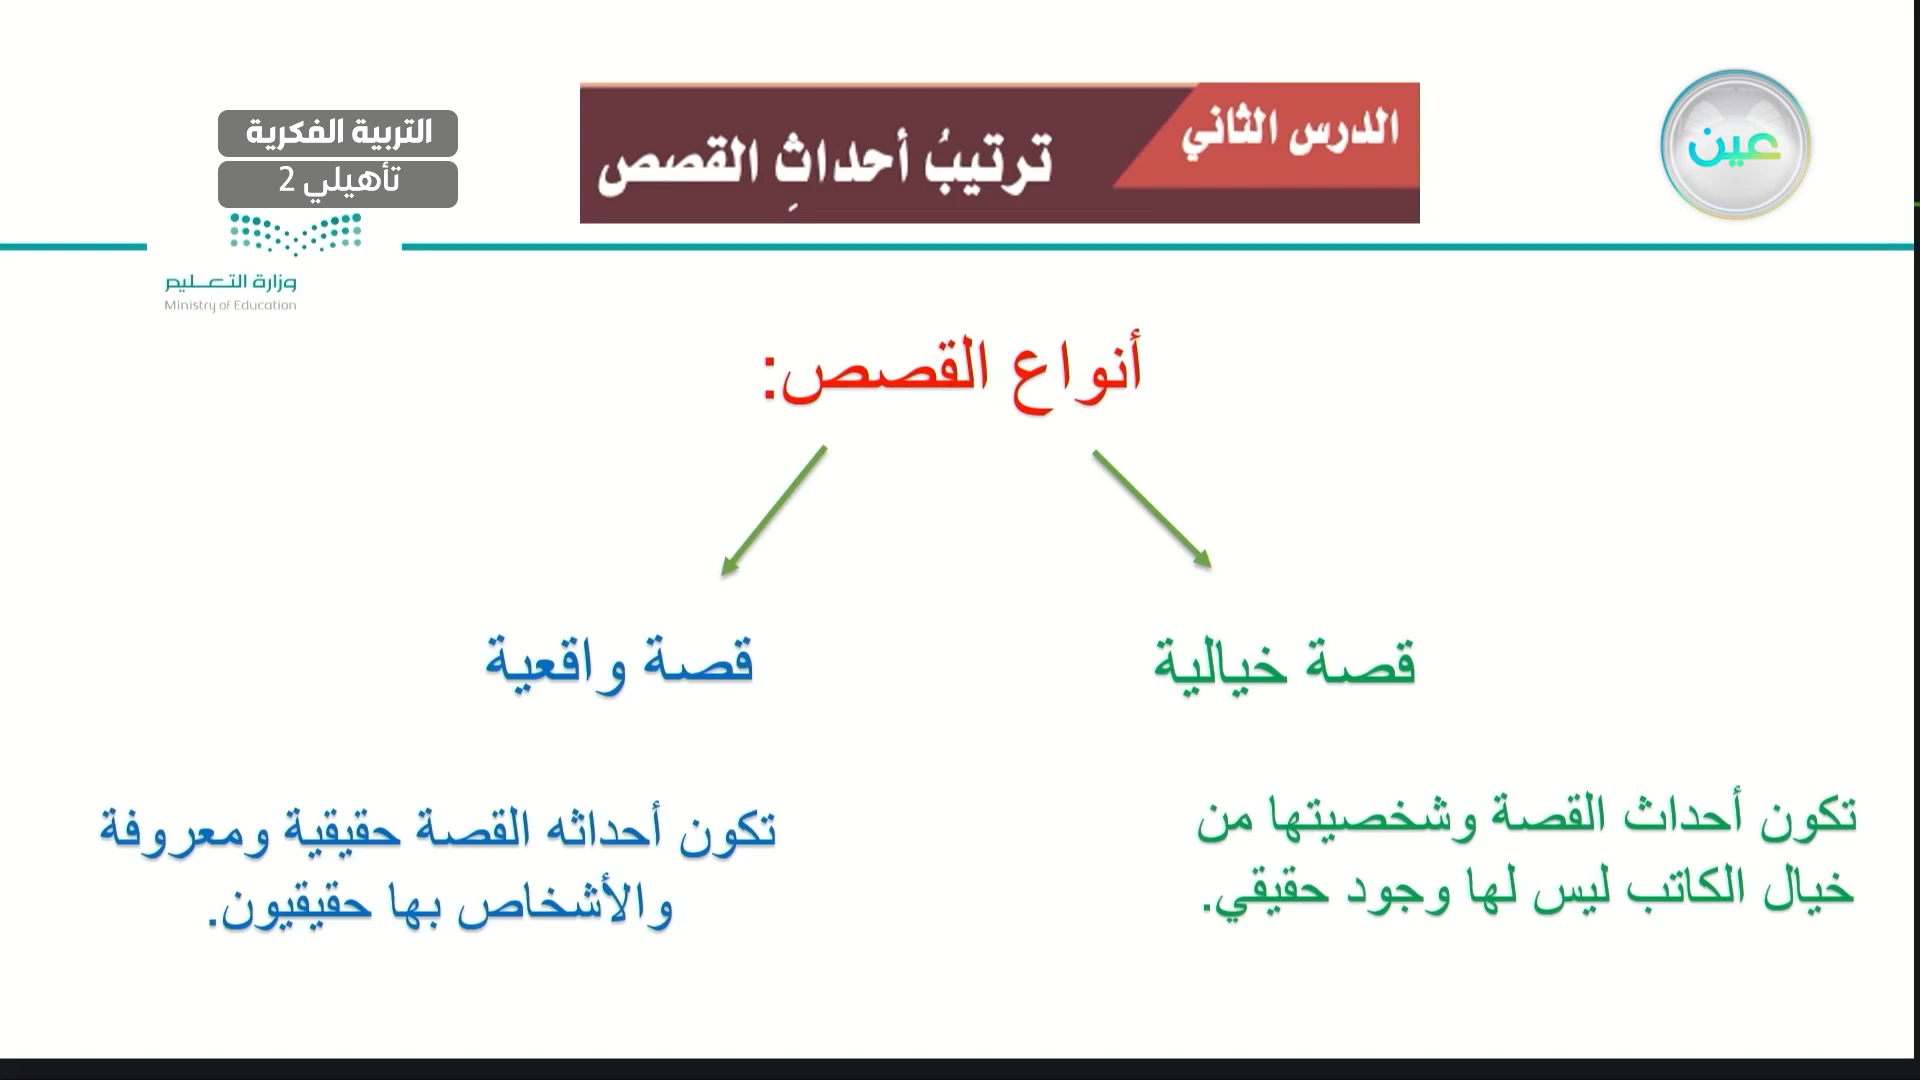 عين
الدرس الثاني
ترتيبُ أحداثِ القصص
التربية الفكرية
تأهيلي 2
وزارة التعليم
Ministry of Education
أنواع القصص:
قصة خيالية
تكون أحداث القصة وشخصيتها من
خيال الكاتب ليس لها وجود حقيقي.
قصة واقعية
تكون أحداثه القصة حقيقية ومعروفة
والأشخاص بها حقيقيون.